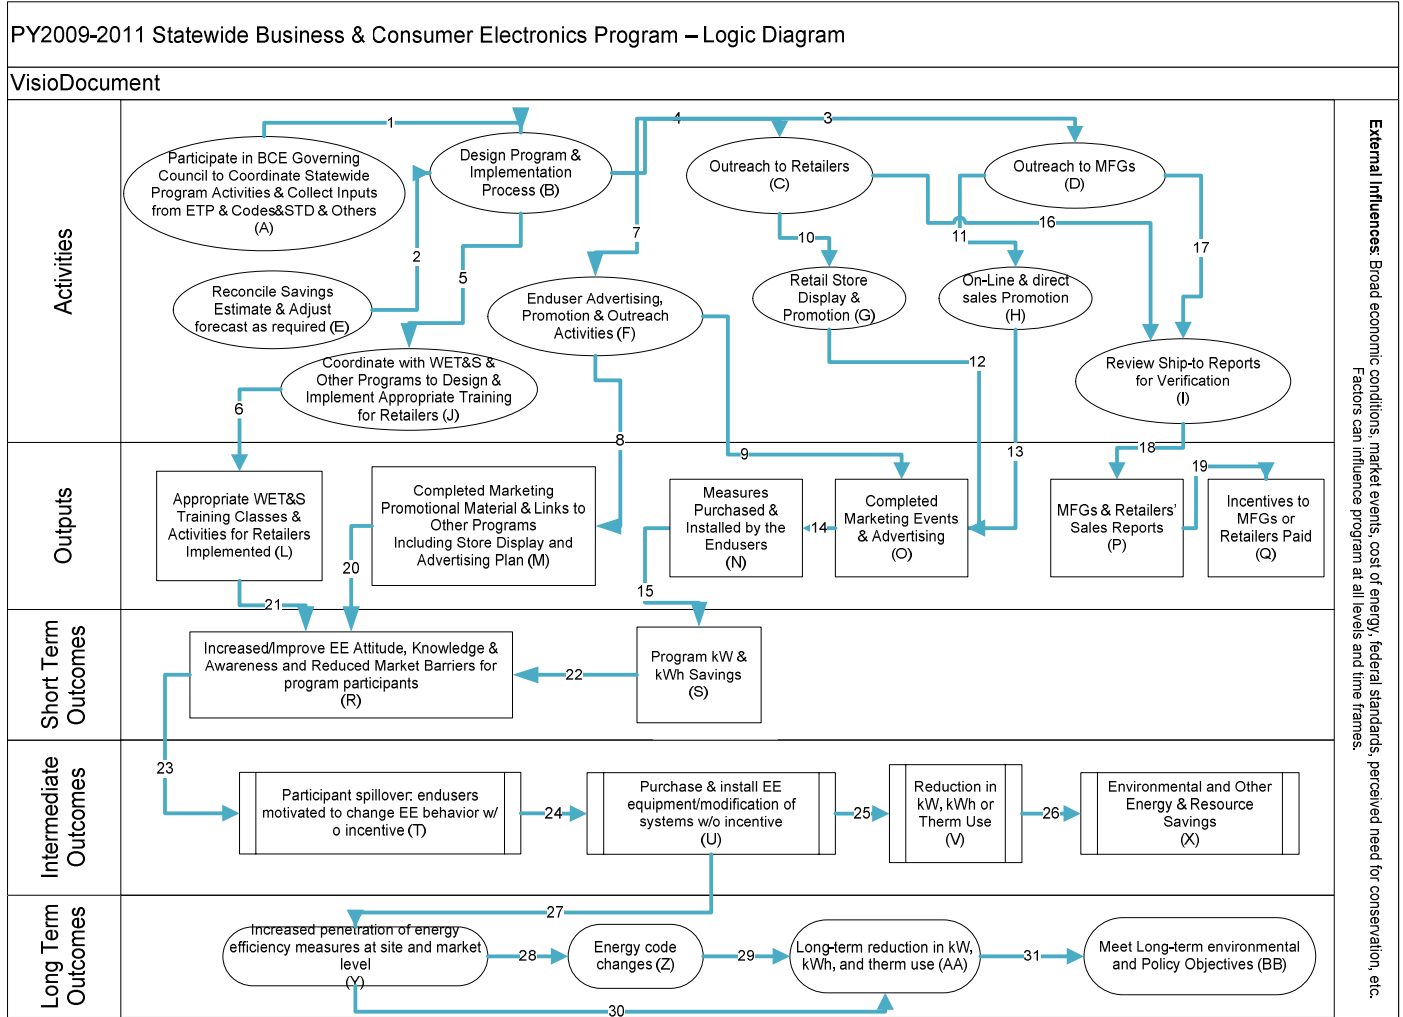 PY2009-2011 Statewide Business & Consumer Electronics Program – Logic Diagram
VisioDocument
Activities
1
4
3
Participate in BCE Governing
Council to Coordinate Statewide
Program Activities & Collect Inputs
from ETP & Codes&STD & Others
(A)
Design Program &
Implementation
Process (B)
Outreach to Retailers
(C)
Outreach to MFGs
(D)
2
5
7
10
11
16
17
Reconcile Savings
Estimate & Adjust
forecast as required (E)
Enduser Advertising,
Promotion & Outreach
Activities (F)
Retail Store
Display &
Promotion (G)
On-Line & direct
sales Promotion
(H)
12
Coordinate with WET&S &
Other Programs to Design &
Implement Appropriate Training
for Retailers (J)
Review Ship-to Reports
for Verification
(I)
6
8
9
13
18
19
Outputs
Appropriate WET&S
Training Classes &
Activities for Retailers
Implemented (L)
Completed Marketing
Promotional Material & Links to
Other Programs
Including Store Display and
Advertising Plan (M)
Measures
Purchased &
Installed by the
Endusers
(N)
14
Completed
Marketing Events
& Advertising
(O)
MFGs & Retailers'
Sales Reports
(P)
Incentives to
MFGs or
Retailers Paid
(Q)
20
15
21
Short Term
Outcomes
Increased/Improve EE Attitude, Knowledge &
Awareness and Reduced Market Barriers for
program participants
(R)
22
Program kW &
kWh Savings
(S)
23
Intermediate
Outcomes
Participant spillover: endusers
motivated to change EE behavior w/
o incentive (T)
24
Purchase & install EE
equipment/modification of
systems w/o incentive
(U)
25
Reduction in
kW, kWh or
Therm Use
(V)
26
Environmental and Other
Energy & Resource
Savings
(X)
27
Long Term
Outcomes
Increased penetration of energy
efficiency measures at site and market
level
(Y)
28
Energy code
changes (Z)
29
Long-term reduction in kW,
kWh, and therm use (AA)
31
Meet Long-term environmental
and Policy Objectives (BB)
30
External Influences: Broad economic conditions, market events, cost of energy, federal standards, perceived need for conservation, etc.
Factors can influence program at all levels and time frames.